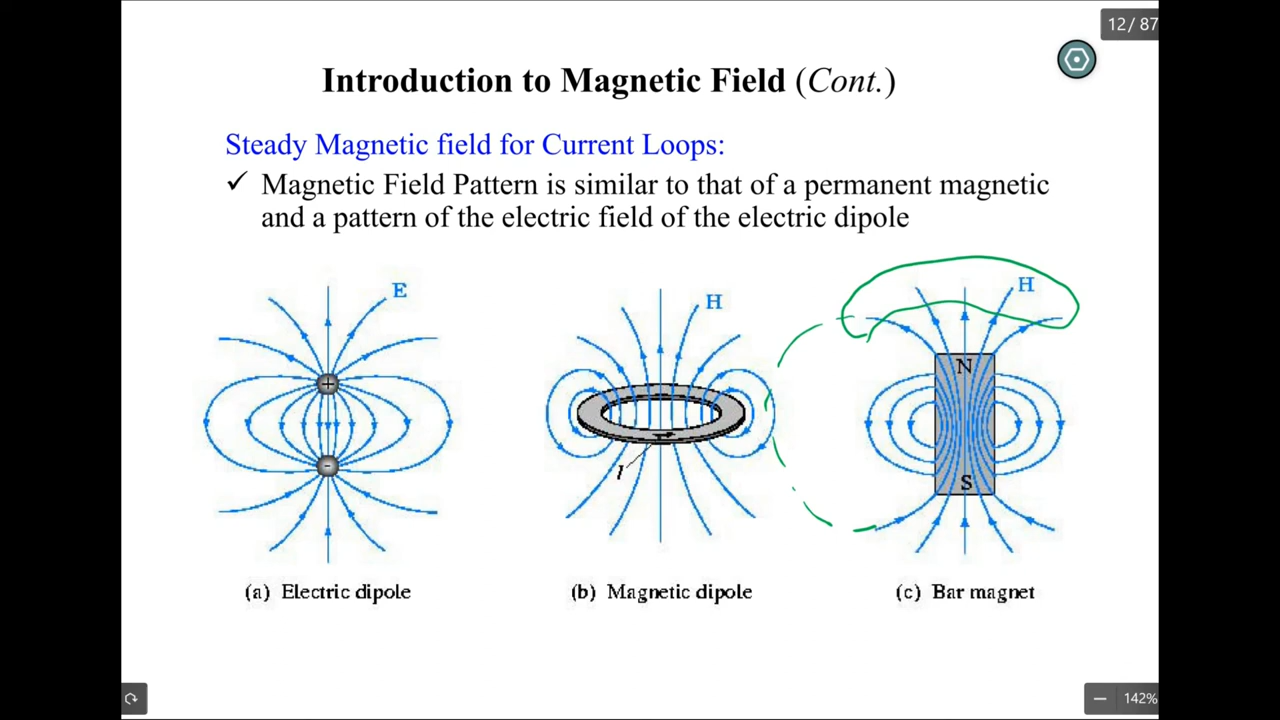 12 / 87
Introduction to Magnetic Field (Cont.)
Steady Magnetic field for Current Loops:
✓ Magnetic Field Pattern is similar to that of a permanent magnetic
and a pattern of the electric field of the electric dipole
E
H
H
+
N
I
-
S
(a) Electric dipole
(b) Magnetic dipole
(c) Bar magnet
142%